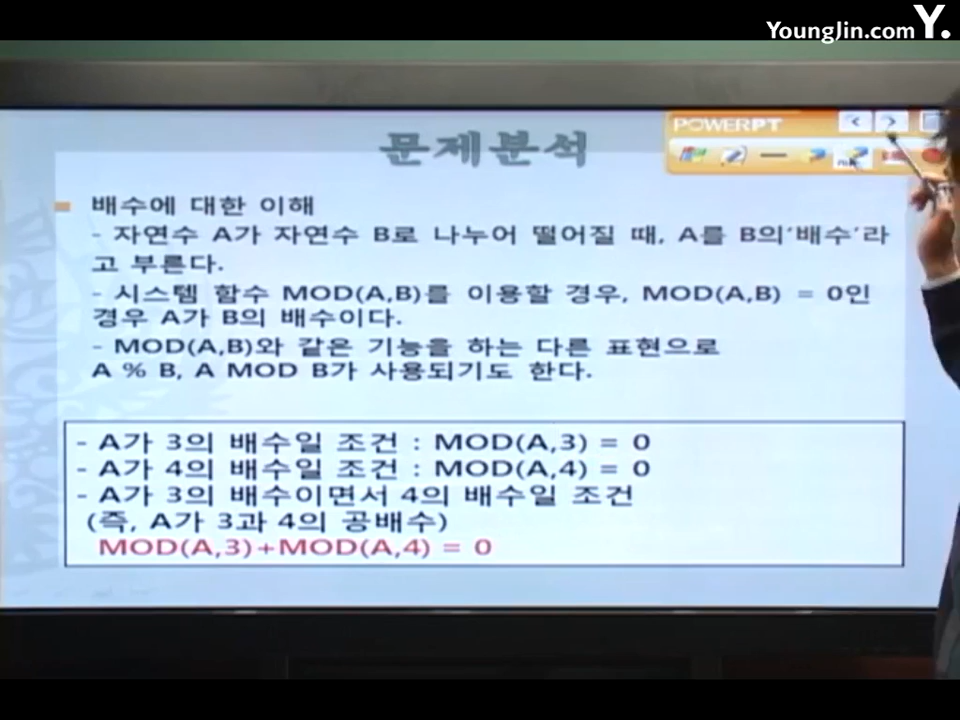 YoungJin.com Y.
POWERPT
문제분석
배수에 대한 이해
- 자연수 A가 자연수 B로 나누어 떨어질 때, A를 B의'배수'라
고 부른다.
- 시스템 함수 MOD(A,B)를 이용할 경우, MOD(A,B) = 0인
경우 A가 B의 배수이다.
- MOD(A,B)와 같은 기능을 하는 다른 표현으로
A % B, A MOD B가 사용되기도 한다.
- A가 3의 배수일 조건 : MOD(A,3) = 0
- A가 4의 배수일 조건 : MOD(A,4) = 0
- A가 3의 배수이면서 4의 배수일 조건
(즉, A가 3과 4의 공배수)
MOD(A,3)+MOD(A,4) = 0